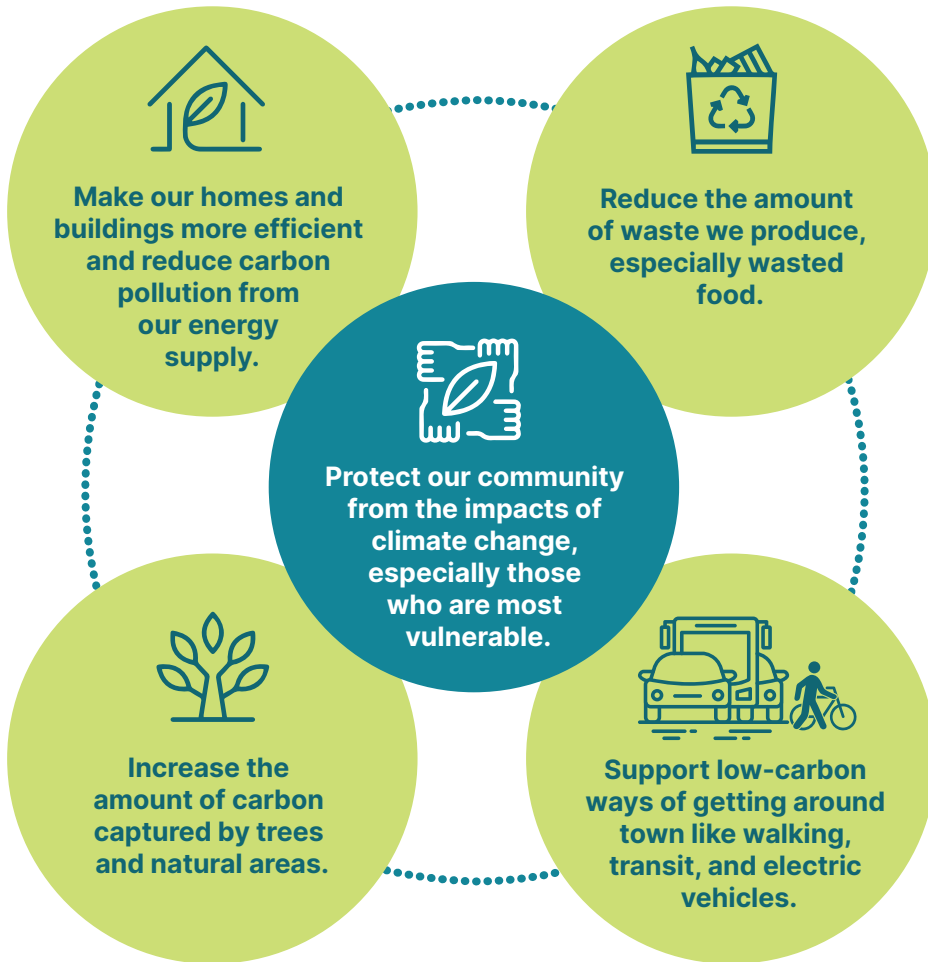 Make our homes and
buildings more efficient
and reduce carbon
pollution from
our energy
supply.
Reduce the amount
of waste we produce,
especially wasted
food.
Protect our community
from the impacts of
climate change,
especially those
who are most
vulnerable.
Increase the
amount of carbon
captured by trees
and natural areas.
Support low-carbon
ways of getting around
town like walking,
transit, and electric
vehicles.